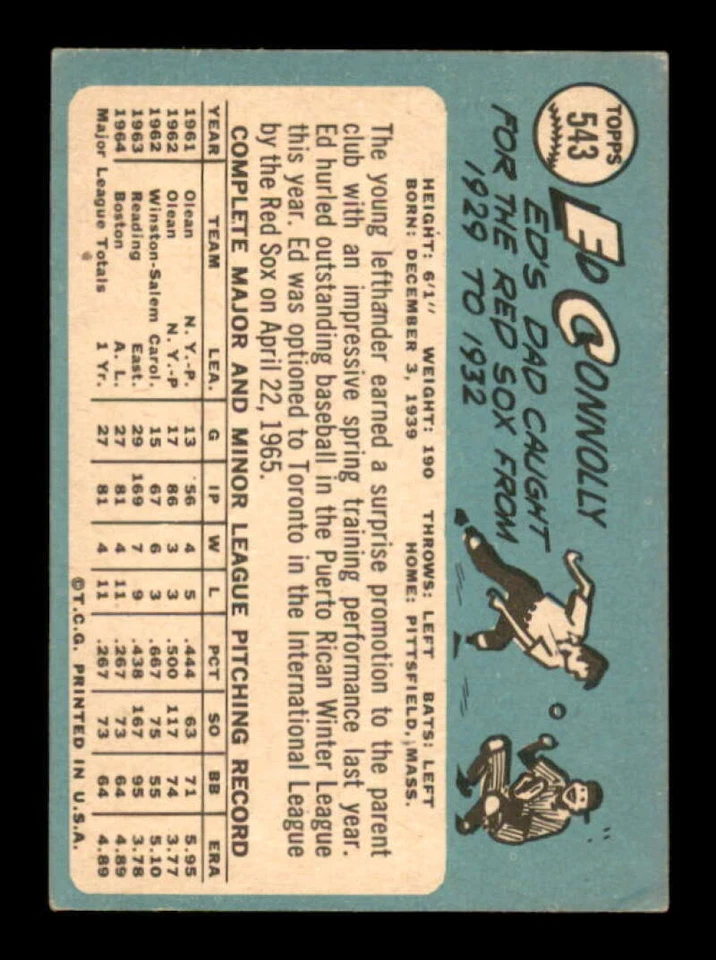 TOPPS
543
ED CONNOLLY
ED'S DAD CAUGHT
FOR THE RED SOX FROM
1929 TO 1932
HEIGHT: 6'1" WEIGHT: 190 THROWS: LEFT BATS: LEFT
BORN: DECEMBER 3, 1939 HOME: PITTSFIELD, MASS.
The young lefthander earned a surprise promotion to the parent
club with an impressive spring training performance last year.
Ed hurled outstanding baseball in the Puerto Rican Winter League
this year. Ed was optioned to Toronto in the International League
by the Red Sox on April 22, 1965.
COMPLETE MAJOR AND MINOR LEAGUE PITCHING RECORD
YEAR TEAM LEA. G IP W L PCT SO BB ERA
1961 Olean N.Y.-P. 13 56 4 5 .444 63 71 5.95
1962 Olean N.Y.-P 17 86 3 3 .500 117 74 3.77
1962 Winston-Salem Carol. 15 67 6 3 .667 75 55 5.10
1963 Reading East. 29 169 7 9 .438 167 95 3.78
1964 Boston A.L. 27 81 4 11 .267 73 64 4.89
Major League Totals 1 Yr. 27 81 4 11 .267 73 64 4.89
©T.C.G. PRINTED IN U.S.A.